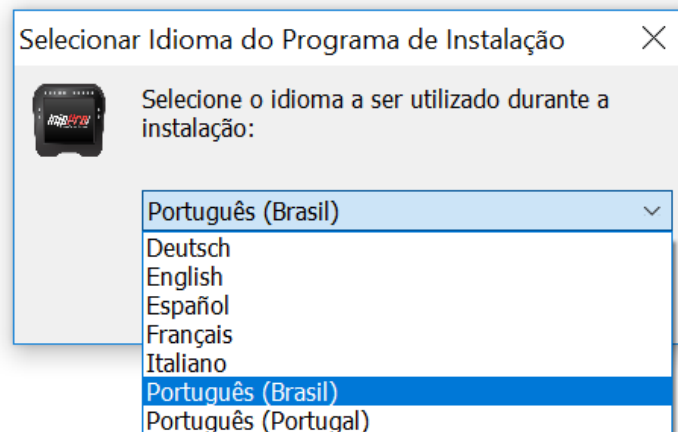 Selecionar Idioma do Programa de Instalação
Selecione o idioma a ser utilizado durante a
instalação:
Português (Brasil)
Deutsch
English
Español
Français
Italiano
Português (Brasil)
Português (Portugal)